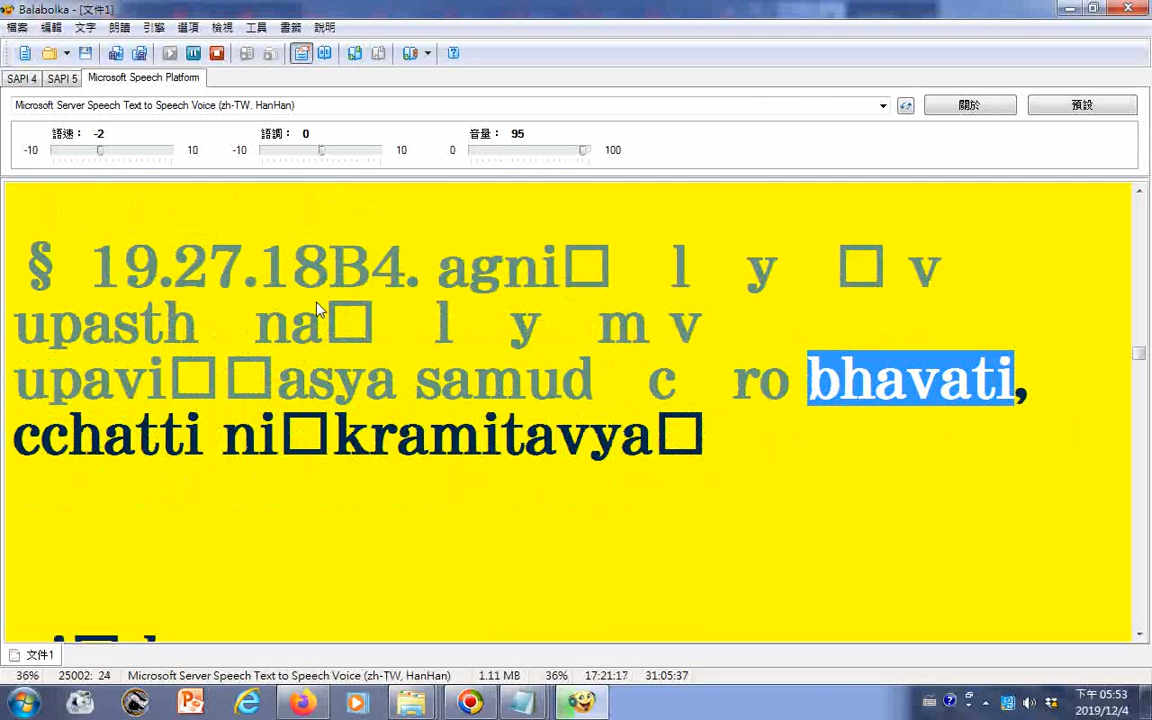 Balabolka - [文件1]
檔案 編輯 文字 朗讀 引擎 選項 檢視 工具 書籤 說明
SAPI 4 SAPI 5 Microsoft Speech Platform
Microsoft Server Speech Text to Speech Voice (zh-TW, HanHan) 關於 預設
語速： -2 語調： 0 音量： 95
-10 10 -10 10 0 100
§ 19.27.18B4. agni□ l y □ v
upasth na□ l y m v
upavi□□asya samud c ro bhavati,
cchatti ni□kramitavya□
文件1
36% 25002: 24 Microsoft Server Speech Text to Speech Voice (zh-TW, HanHan) 1.11 MB 36% 17:21:17 31:05:37
下午 05:53
2019/12/4